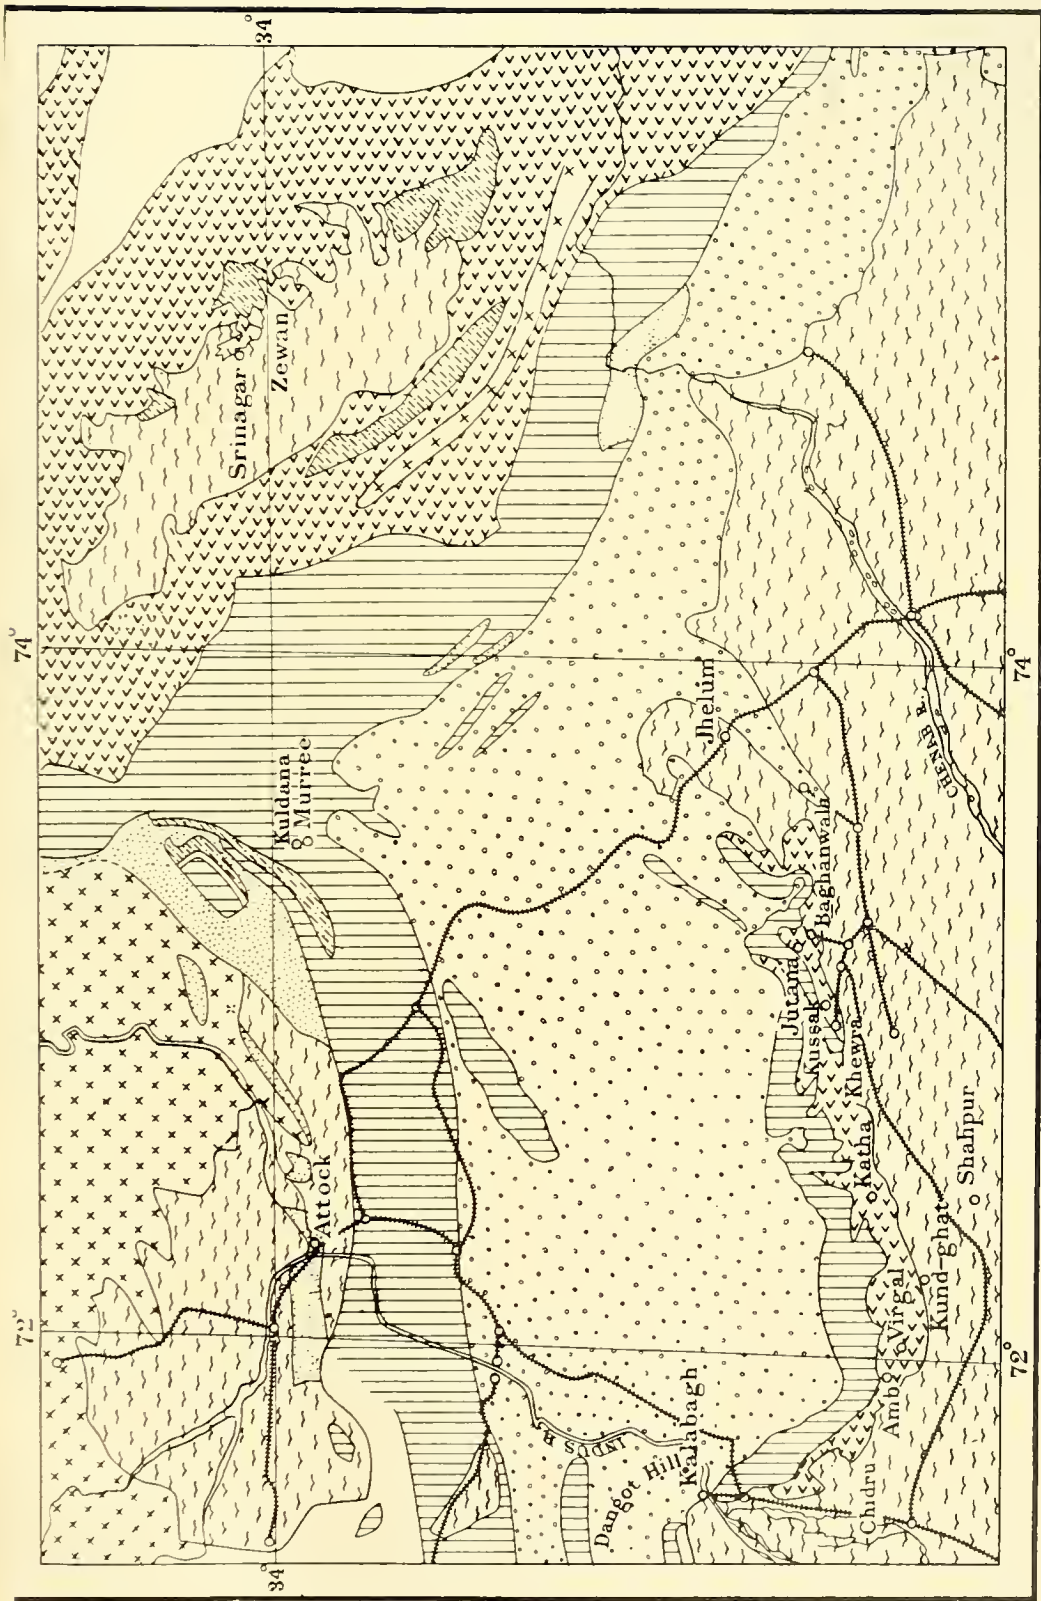 34°
34°
74°
74°
72°
72°
Srinagar
Zewan
Kuldana
Murree
Attock
Jhelum
CHENAB R.
Baghanwalh
Jutana
Kussak
Khewra
Katha
Shahpur
Kund-ghat
Virgal
Amb
Chidru
Kalabagh
Dangot Hill
INDUS R.